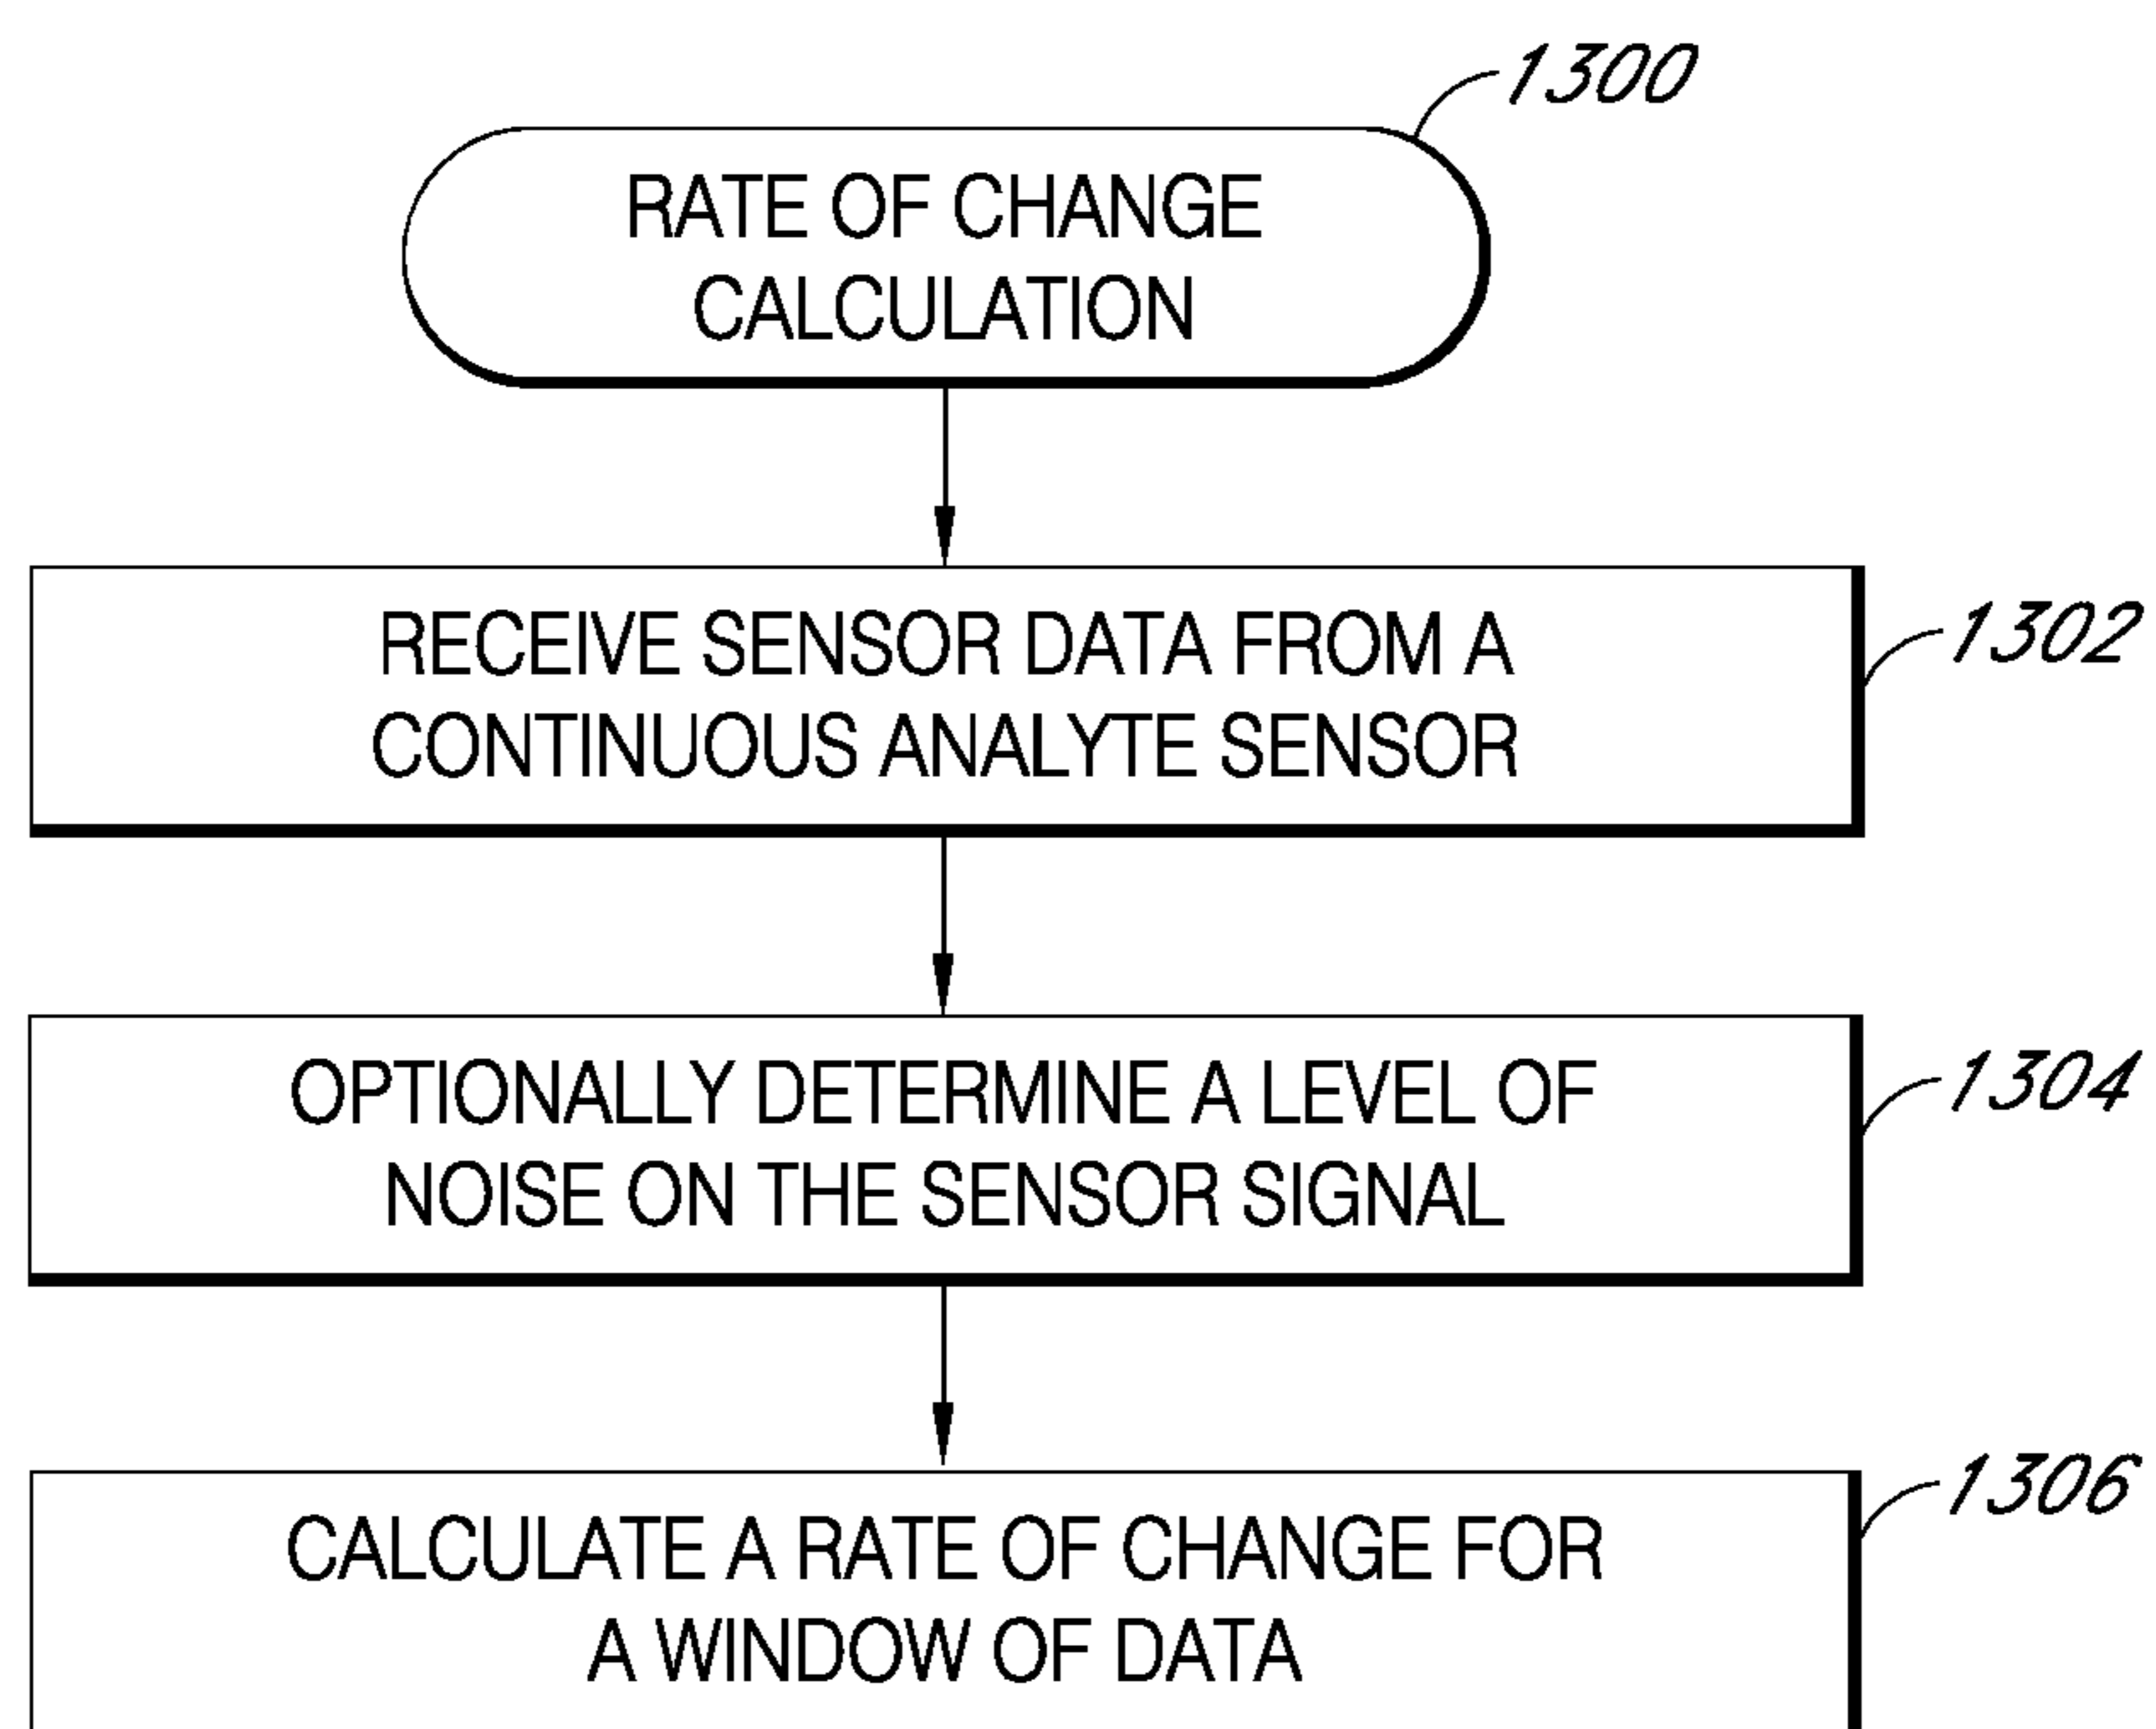 1300
RATE OF CHANGE
CALCULATION
RECEIVE SENSOR DATA FROM A
CONTINUOUS ANALYTE SENSOR
1302
OPTIONALLY DETERMINE A LEVEL OF
NOISE ON THE SENSOR SIGNAL
1304
CALCULATE A RATE OF CHANGE FOR
A WINDOW OF DATA
1306